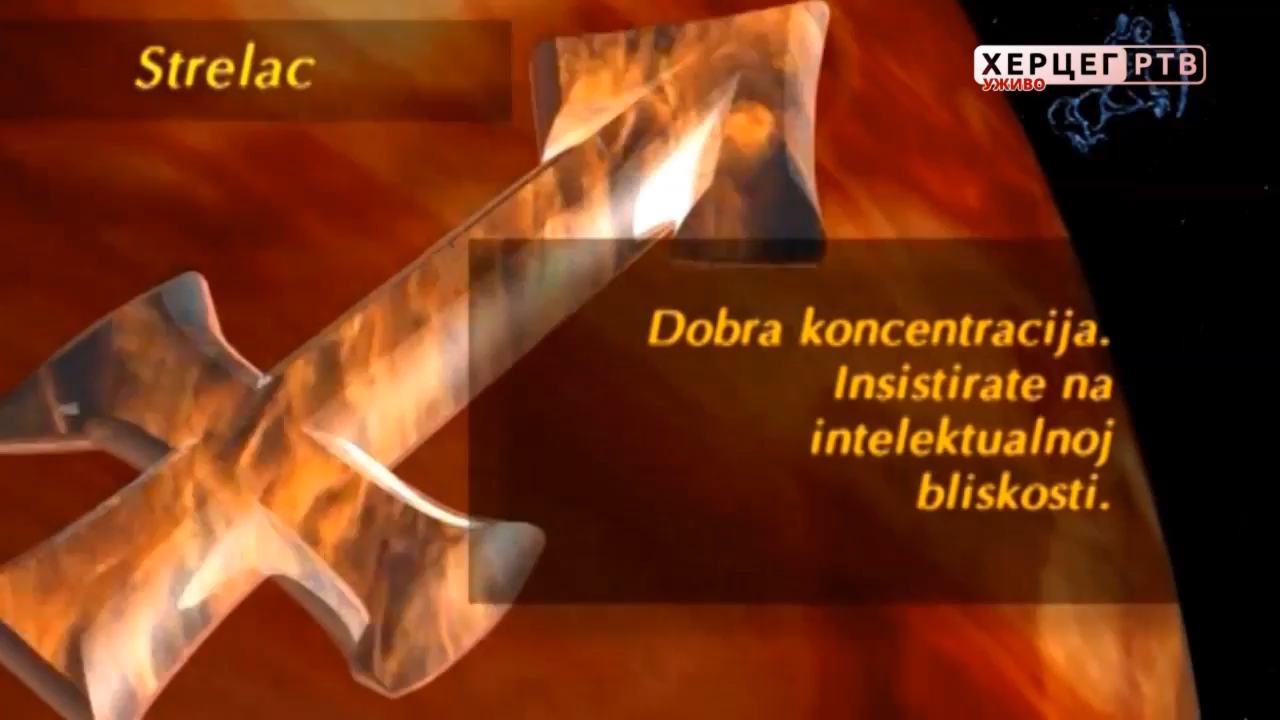 Strelac
ХЕРЦЕГ РТВ
УЖИВО
Dobra koncentracija.
Insistirate na
intelektualnoj
bliskosti.